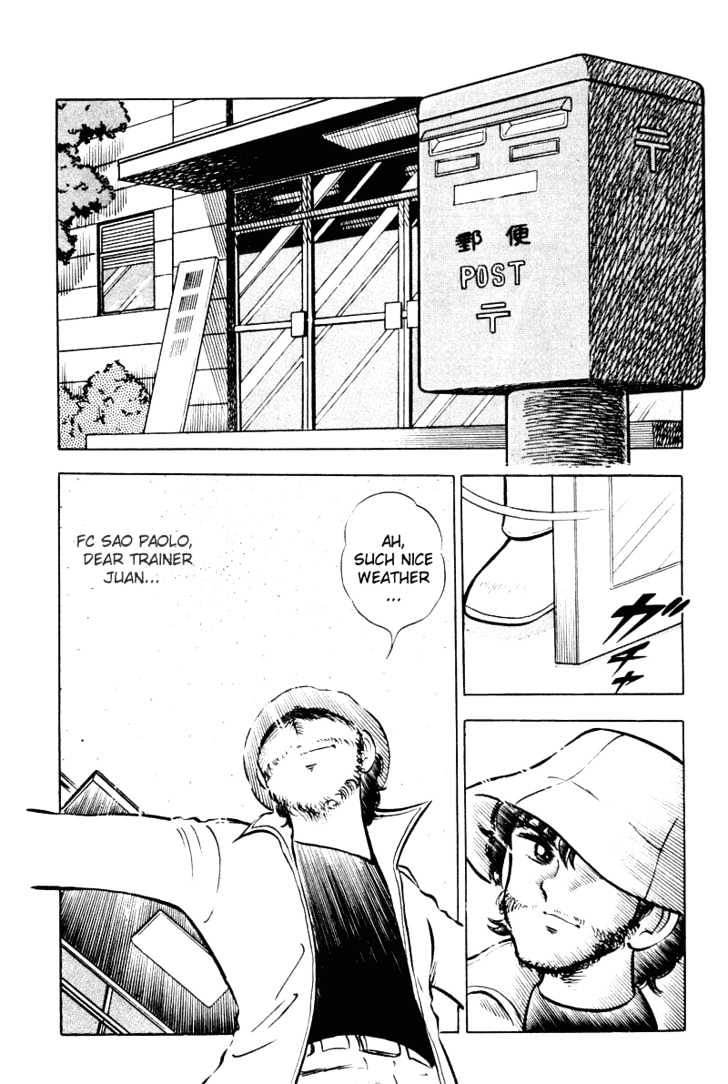 〒
郵便
POST
〒
AH,
SUCH NICE
WEATHER
...
FC SAO PAOLO,
DEAR TRAINER
JUAN...
ガチャ